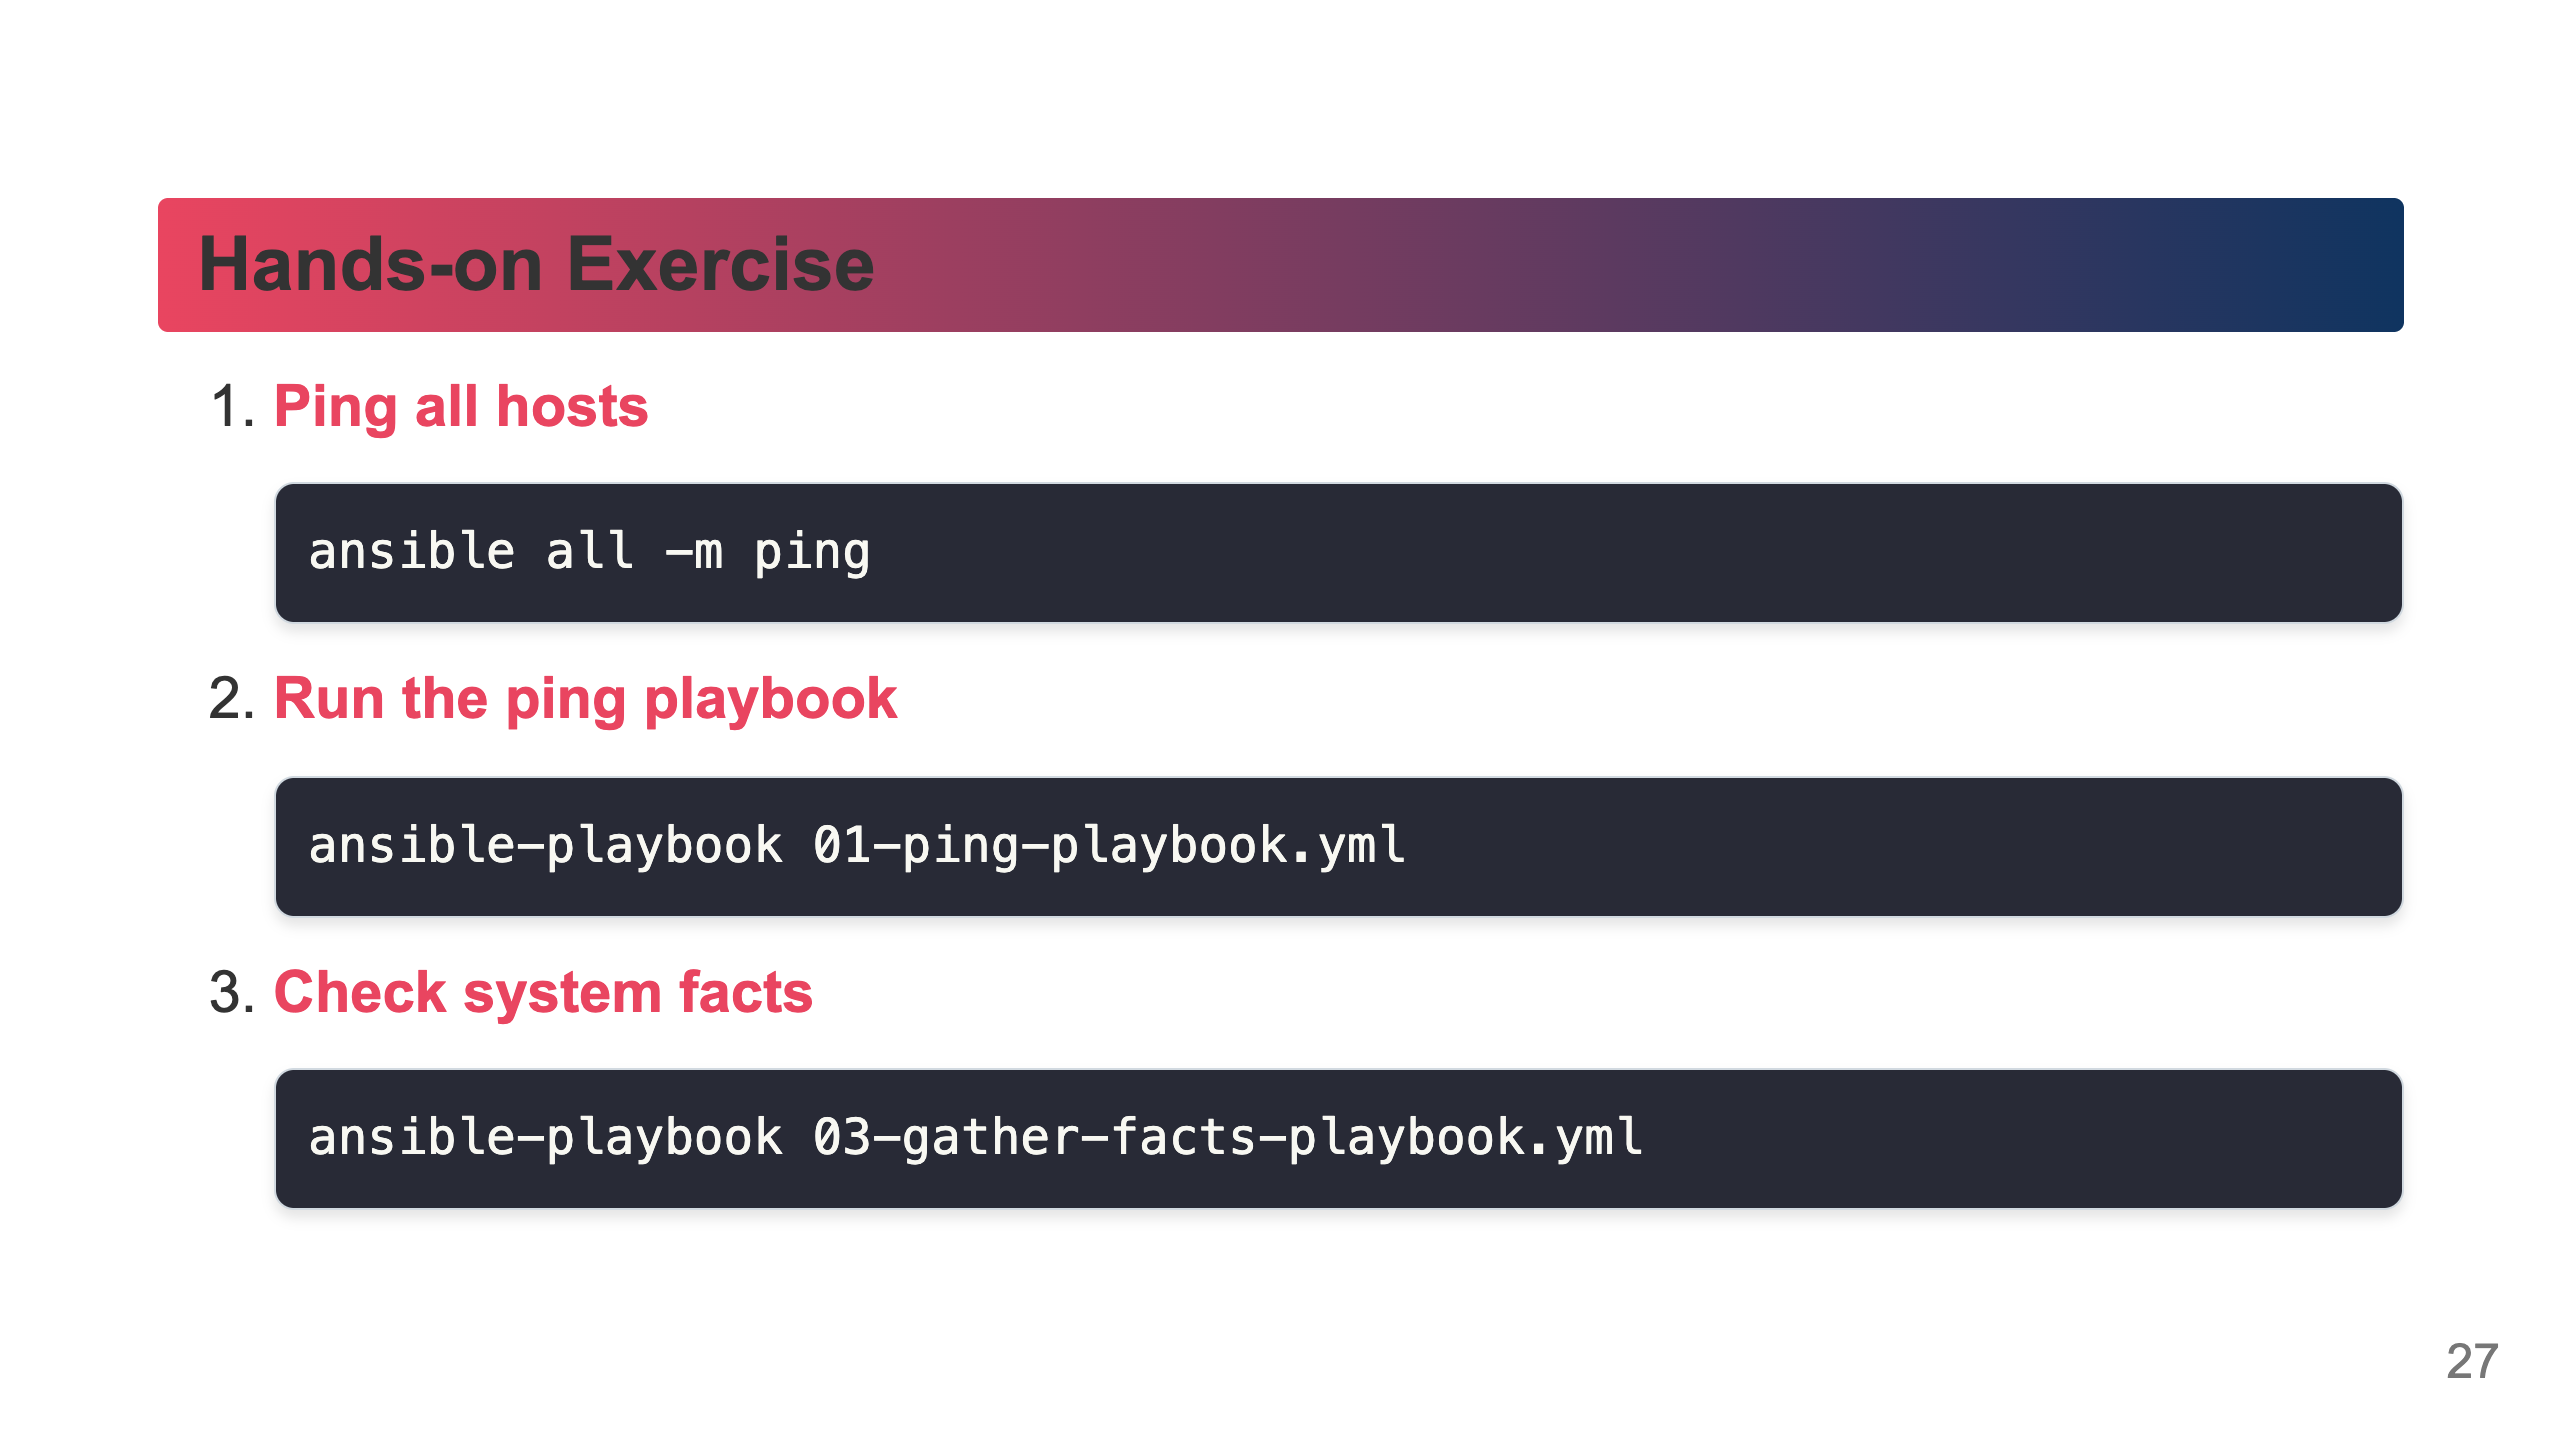 Hands-on Exercise
1. Ping all hosts
ansible all -m ping
2. Run the ping playbook
ansible-playbook 01-ping-playbook.yml
3. Check system facts
ansible-playbook 03-gather-facts-playbook.yml
27